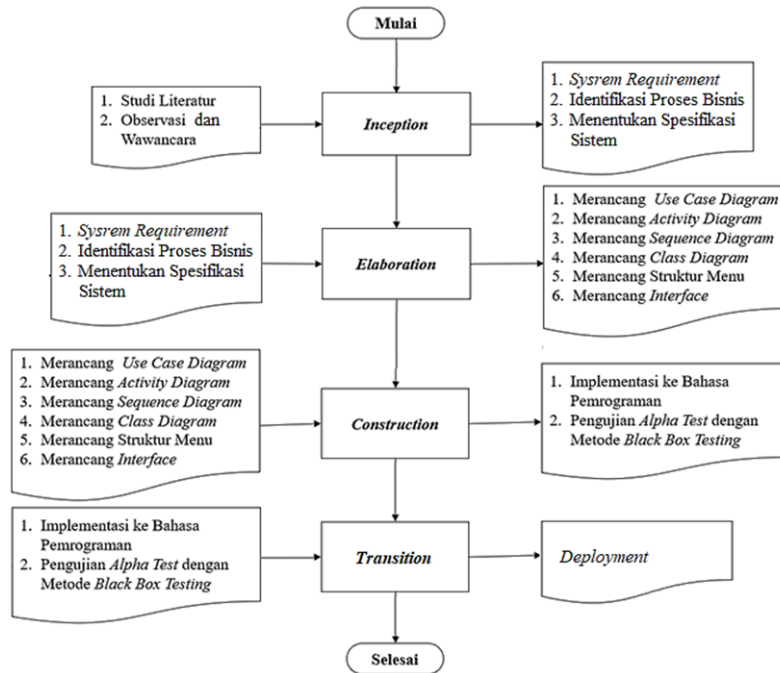 Mulai
1. Studi Literatur
2. Observasi dan
Wawancara
Inception
1. Sysrem Requirement
2. Identifikasi Proses Bisnis
3. Menentukan Spesifikasi
Sistem
1. Sysrem Requirement
2. Identifikasi Proses Bisnis
3. Menentukan Spesifikasi
Sistem
Elaboration
1. Merancang Use Case Diagram
2. Merancang Activity Diagram
3. Merancang Sequence Diagram
4. Merancang Class Diagram
5. Merancang Struktur Menu
6. Merancang Interface
1. Merancang Use Case Diagram
2. Merancang Activity Diagram
3. Merancang Sequence Diagram
4. Merancang Class Diagram
5. Merancang Struktur Menu
6. Merancang Interface
Construction
1. Implementasi ke Bahasa
Pemrograman
2. Pengujian Alpha Test dengan
Metode Black Box Testing
1. Implementasi ke Bahasa
Pemrograman
2. Pengujian Alpha Test dengan
Metode Black Box Testing
Transition
Deployment
Selesai